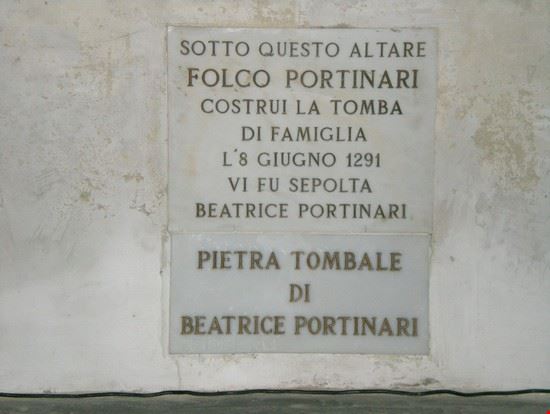 SOTTO QUESTO ALTARE
FOLCO PORTINARI
COSTRUI LA TOMBA
DI FAMIGLIA
L'8 GIUGNO 1291
VI FU SEPOLTA
BEATRICE PORTINARI
PIETRA TOMBALE
DI
BEATRICE PORTINARI